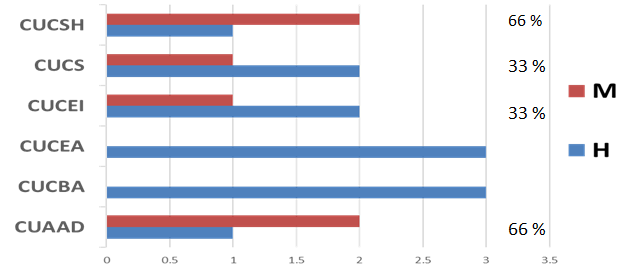 CUCSH 66 %
CUCS 33 %
M
CUCEI 33 %
CUCEA
H
CUCBA
CUAAD 66 %
0 0.5 1 1.5 2 2.5 3 3.5